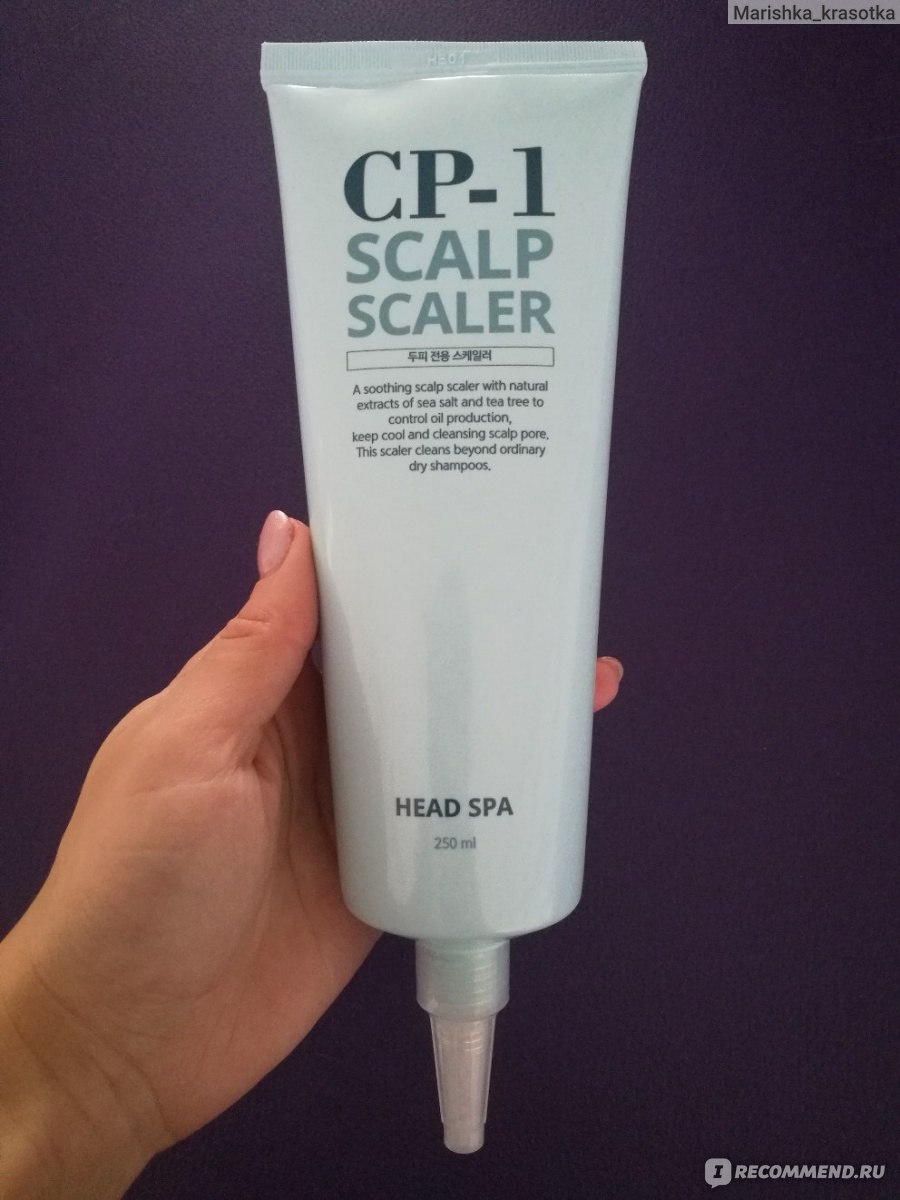 Marishka_krasotka
CP-1
SCALP
SCALER
두피 전용 스케일러
A soothing scalp scaler with natural
extracts of sea salt and tea tree to
control oil production,
keep cool and cleansing scalp pore.
This scaler cleans beyond ordinary
dry shampoos.
HEAD SPA
250 ml
IRECOMMEND.RU